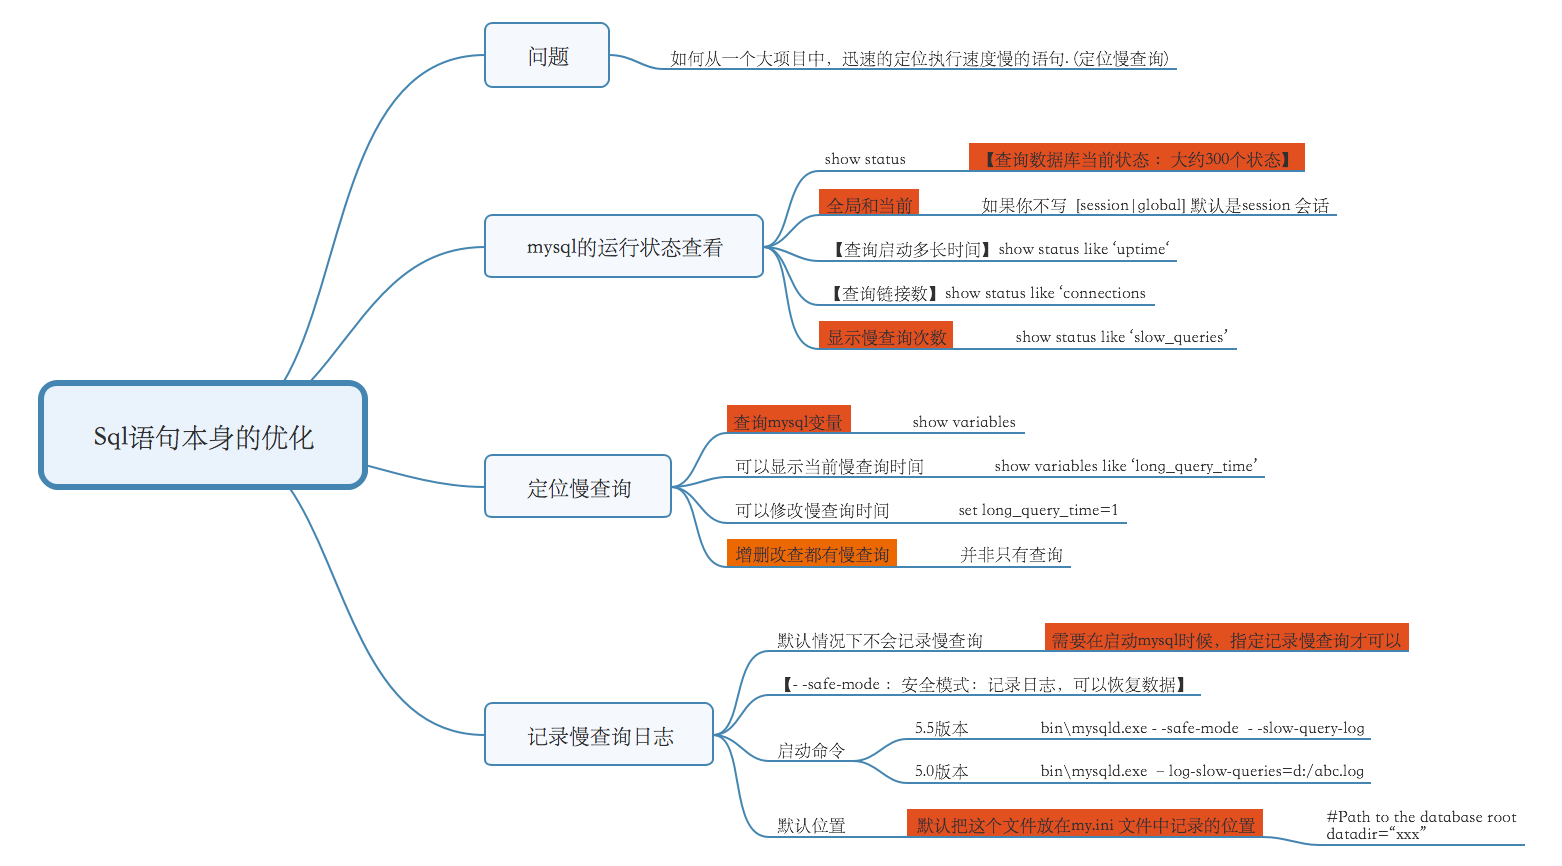 问题
如何从一个大项目中，迅速的定位执行速度慢的语句.(定位慢查询)
show status 【查询数据库当前状态： 大约300个状态】
全局和当前 如果你不写 [session|global] 默认是session 会话
mysql的运行状态查看
【查询启动多长时间】show status like ‘uptime‘
【查询链接数】show status like ‘connections
显示慢查询次数 show status like ‘slow_queries’
Sql语句本身的优化
查询mysql变量 show variables
可以显示当前慢查询时间 show variables like ‘long_query_time’
定位慢查询
可以修改慢查询时间 set long_query_time=1
增删改查都有慢查询 并非只有查询
默认情况下不会记录慢查询 需要在启动mysql时候，指定记录慢查询才可以
【- -safe-mode： 安全模式：记录日志，可以恢复数据】
记录慢查询日志
启动命令
5.5版本 bin\mysqld.exe - -safe-mode - -slow-query-log
5.0版本 bin\mysqld.exe – log-slow-queries=d:/abc.log
默认位置 默认把这个文件放在my.ini 文件中记录的位置
#Path to the database root
datadir=“xxx”